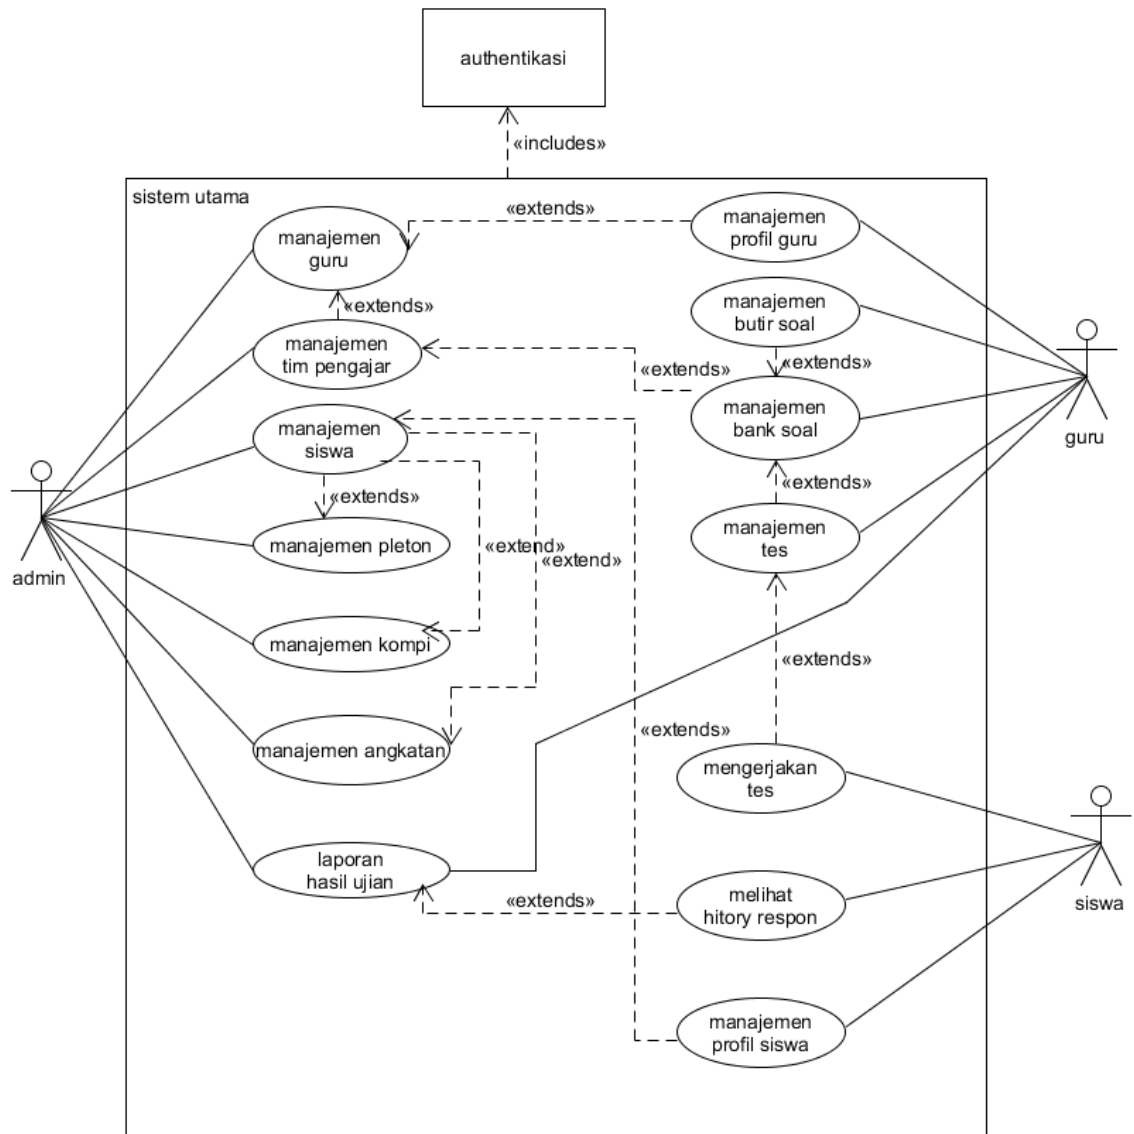 authentikasi
«includes»
sistem utama
manajemen
guru
«extends»
manajemen
profil guru
«extends»
manajemen
butir soal
manajemen
tim pengajar
«extends»
«extends»
manajemen
bank soal
guru
manajemen
siswa
«extends»
«extends»
manajemen
tes
admin
manajemen pleton
«extend»
«extend»
manajemen kompi
«extends»
manajemen angkatan
«extends»
mengerjakan
tes
laporan
hasil ujian
«extends»
melihat
hitory respon
siswa
manajemen
profil siswa